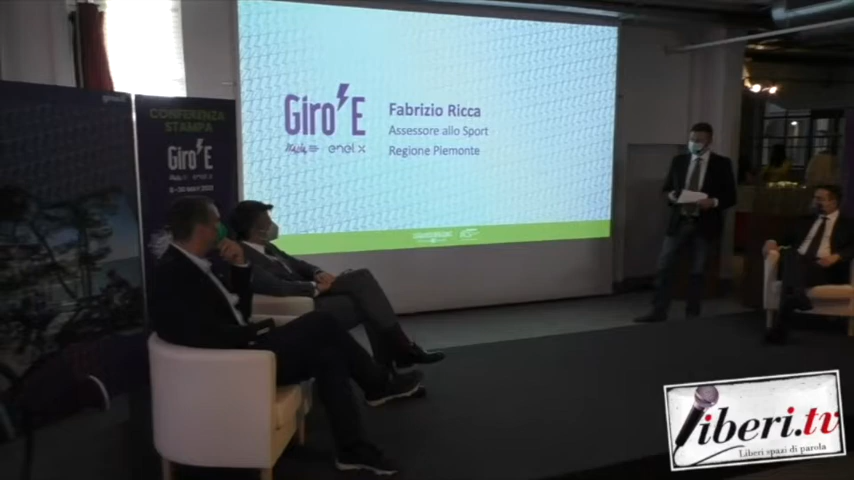 Giro E
enel x
Fabrizio Ricca
Assessore allo Sport
Regione Piemonte
CONFERENZA
STAMPA
Giro E
liberi.tv
Liberi spazi di parola